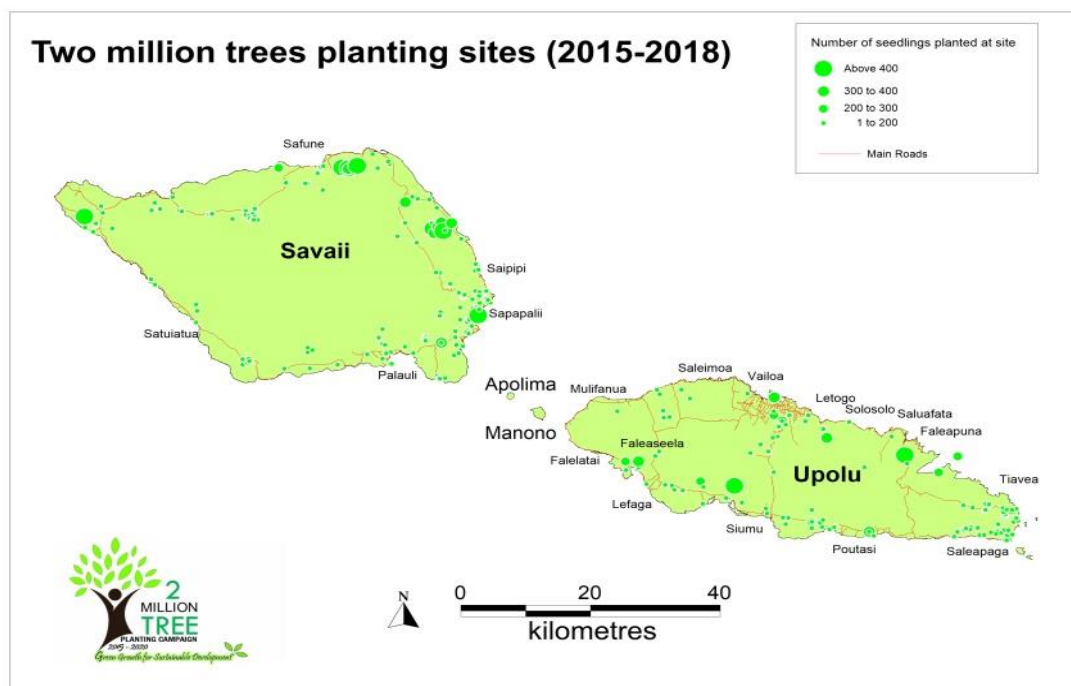 Two million trees planting sites (2015-2018)
Number of seedlings planted at site
Above 400
300 to 400
200 to 300
1 to 200
Main Roads
Safune
Savaii
Saipipi
Sapapalii
Satuiatua
Palauli
Apolima
Manono
Mulifanua
Saleimoa
Vailoa
Letogo
Solosolo
Saluafata
Faleapuna
Faleaseela
Falelatai
Upolu
Tiavea
Lefaga
Siumu
Poutasi
Saleapaga
2
MILLION
TREE
PLANTING CAMPAIGN
2015 - 2020
Green Growth for Sustainable Development
N
0 20 40
kilometres